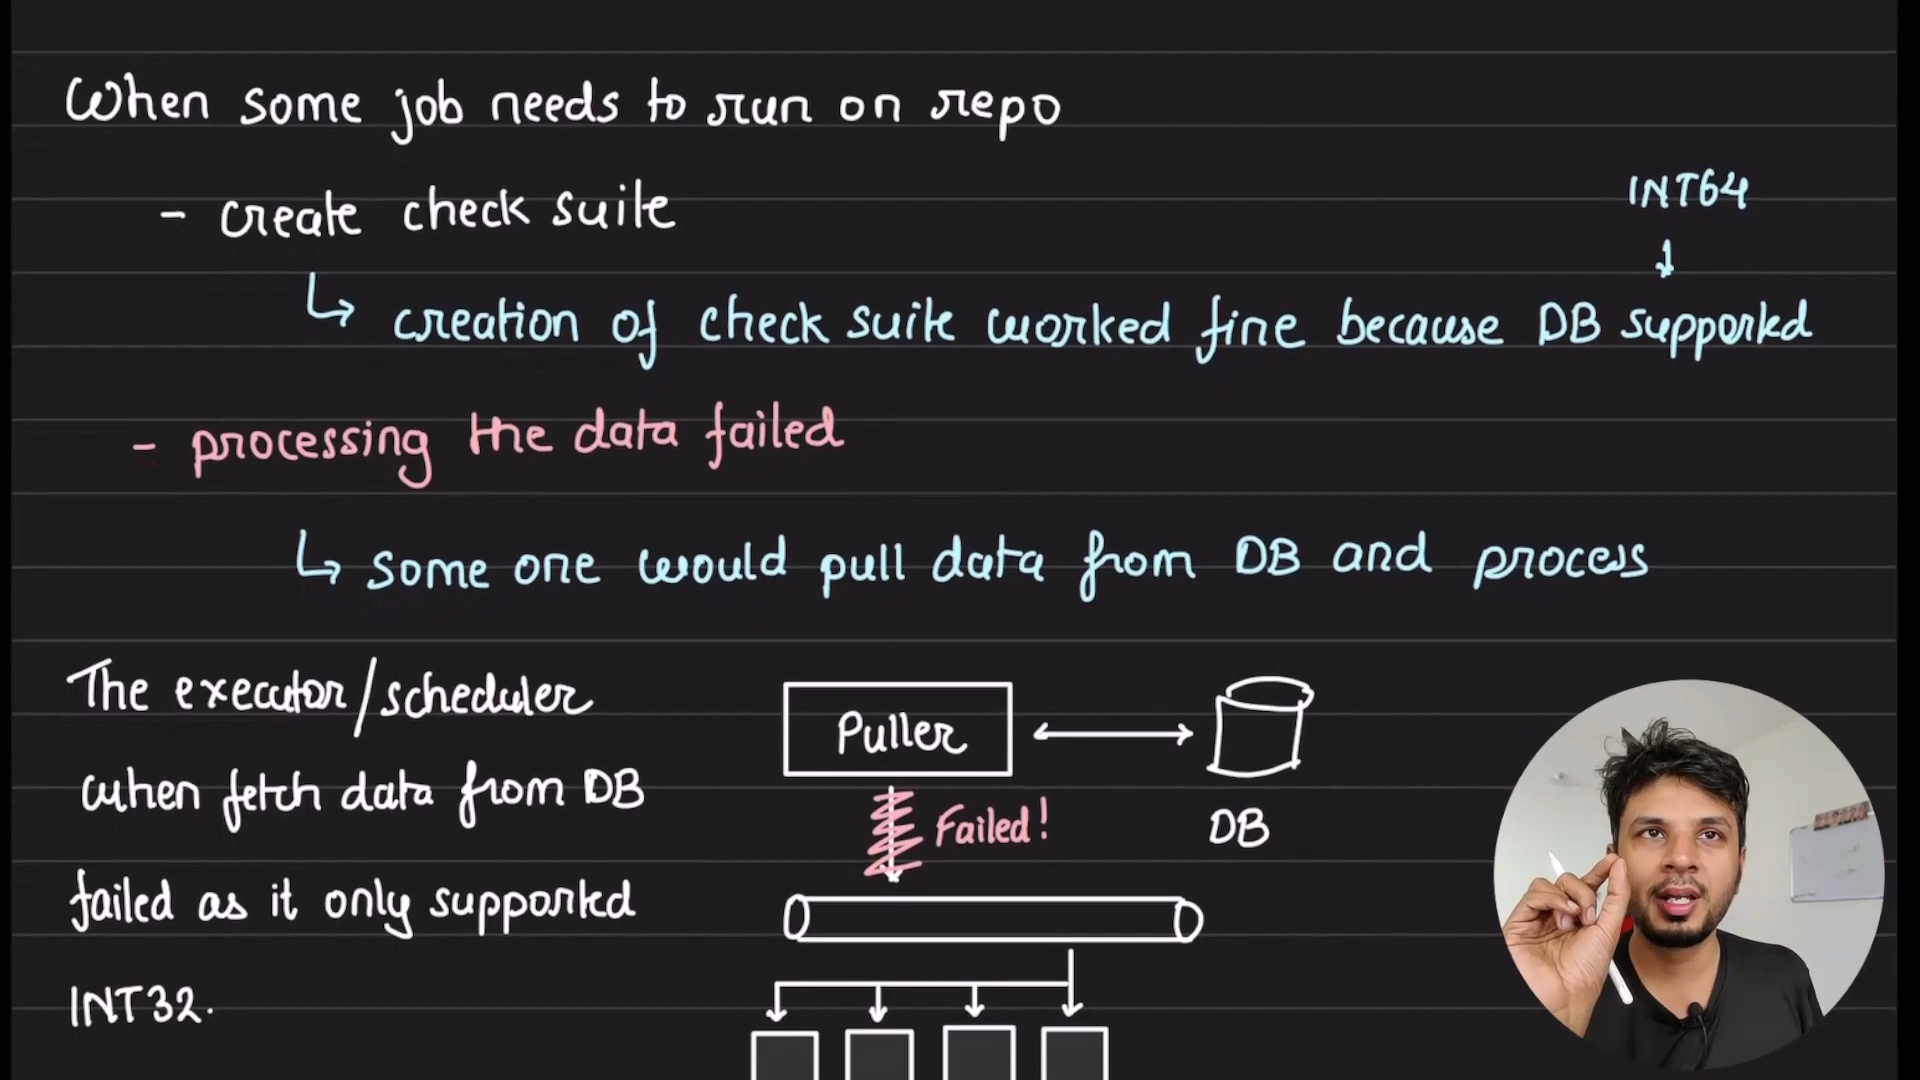 When some job needs to run on repo
- create check suite
INT64
↓
↳ creation of check suite worked fine because DB supported
- processing the data failed
↳ some one would pull data from DB and process
The executor/scheduler
when fetch data from DB
failed as it only supported
INT32.
Puller
Failed!
DB